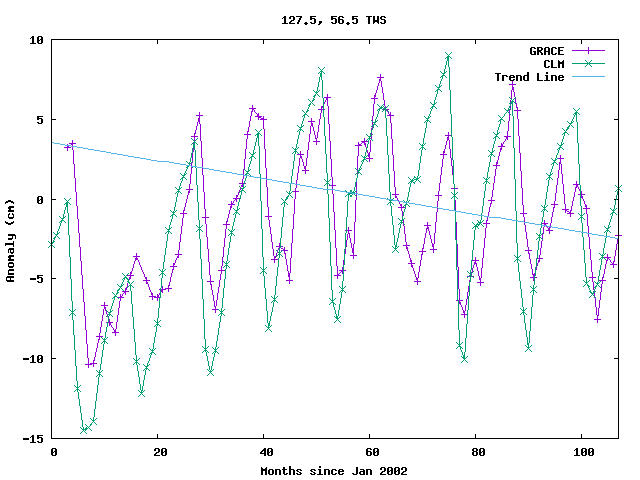 127.5, 56.5 TWS
GRACE
CLM
Trend Line
10
5
0
-5
-10
-15
Anomaly (cm)
0 20 40 60 80 100
Months since Jan 2002